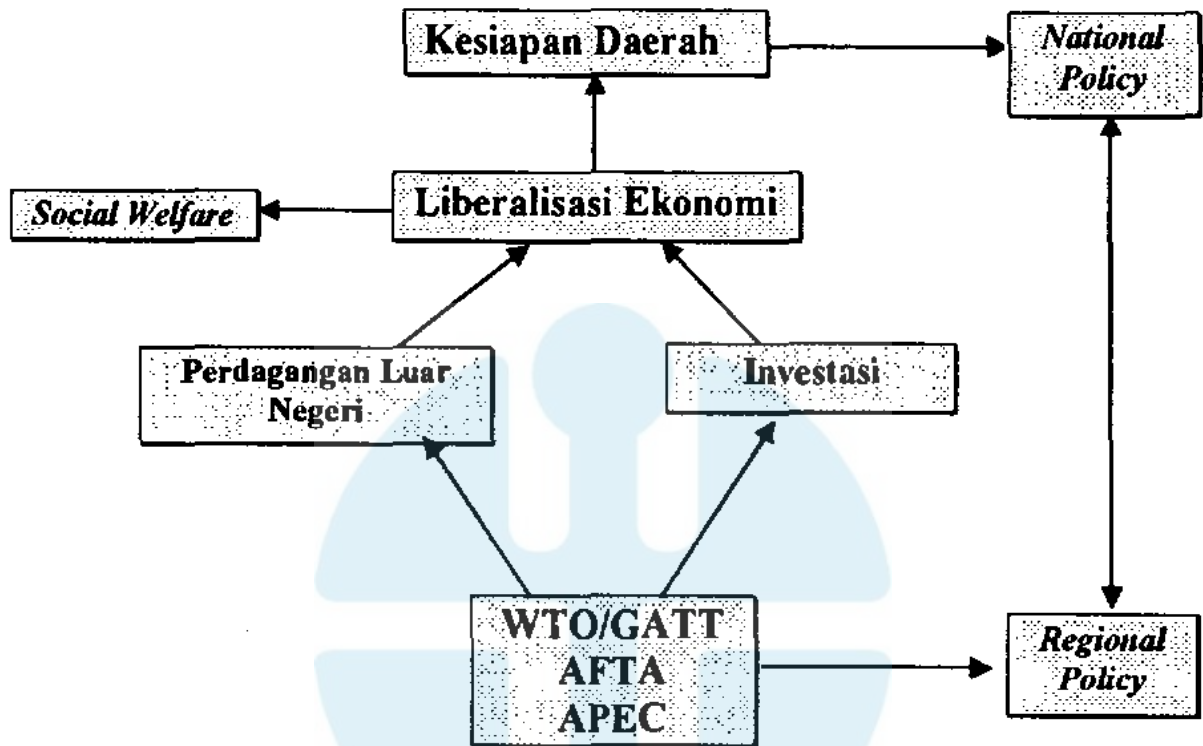 Kesiapan Daerah
National
Policy
Liberalisasi Ekonomi
Social Welfare
Perdagangan Luar
Negeri
Investasi
WTO/GATT
AFTA
APEC
Regional
Policy